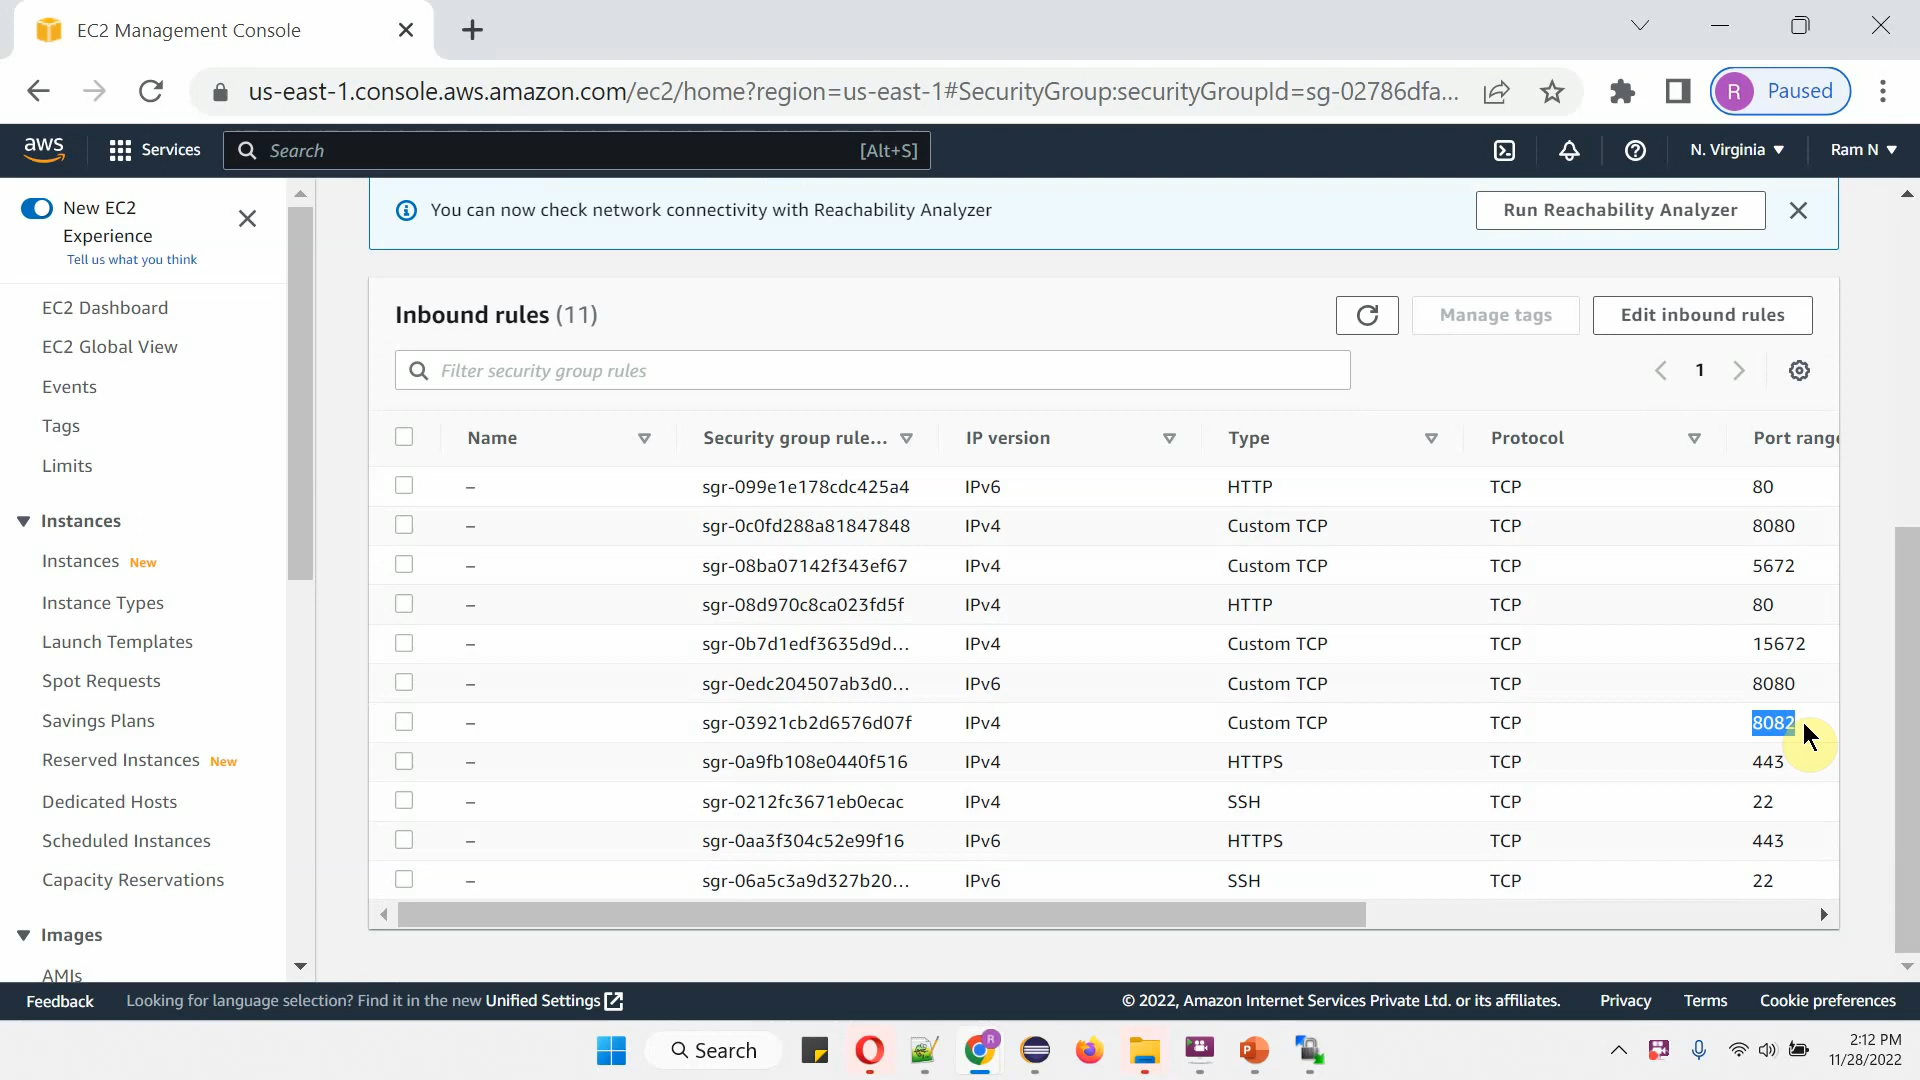 EC2 Management Console
us-east-1.console.aws.amazon.com/ec2/home?region=us-east-1#SecurityGroup:securityGroupId=sg-02786dfa...
R Paused
aws Services Search [Alt+S] N. Virginia Ram N
New EC2
Experience
Tell us what you think
EC2 Dashboard
EC2 Global View
Events
Tags
Limits
Instances
Instances New
Instance Types
Launch Templates
Spot Requests
Savings Plans
Reserved Instances New
Dedicated Hosts
Scheduled Instances
Capacity Reservations
Images
AMIs
You can now check network connectivity with Reachability Analyzer Run Reachability Analyzer
Inbound rules (11) Manage tags Edit inbound rules
Filter security group rules 1
Name Security group rule... IP version Type Protocol Port range
– sgr-099e1e178cdc425a4 IPv6 HTTP TCP 80
– sgr-0c0fd288a81847848 IPv4 Custom TCP TCP 8080
– sgr-08ba07142f343ef67 IPv4 Custom TCP TCP 5672
– sgr-08d970c8ca023fd5f IPv4 HTTP TCP 80
– sgr-0b7d1edf3635d9d... IPv4 Custom TCP TCP 15672
– sgr-0edc204507ab3d0... IPv6 Custom TCP TCP 8080
– sgr-03921cb2d6576d07f IPv4 Custom TCP TCP 8082
– sgr-0a9fb108e0440f516 IPv4 HTTPS TCP 443
– sgr-0212fc3671eb0ecac IPv4 SSH TCP 22
– sgr-0aa3f304c52e99f16 IPv6 HTTPS TCP 443
– sgr-06a5c3a9d327b20... IPv6 SSH TCP 22
Feedback Looking for language selection? Find it in the new Unified Settings © 2022, Amazon Internet Services Private Ltd. or its affiliates. Privacy Terms Cookie preferences
Search
2:12 PM
11/28/2022